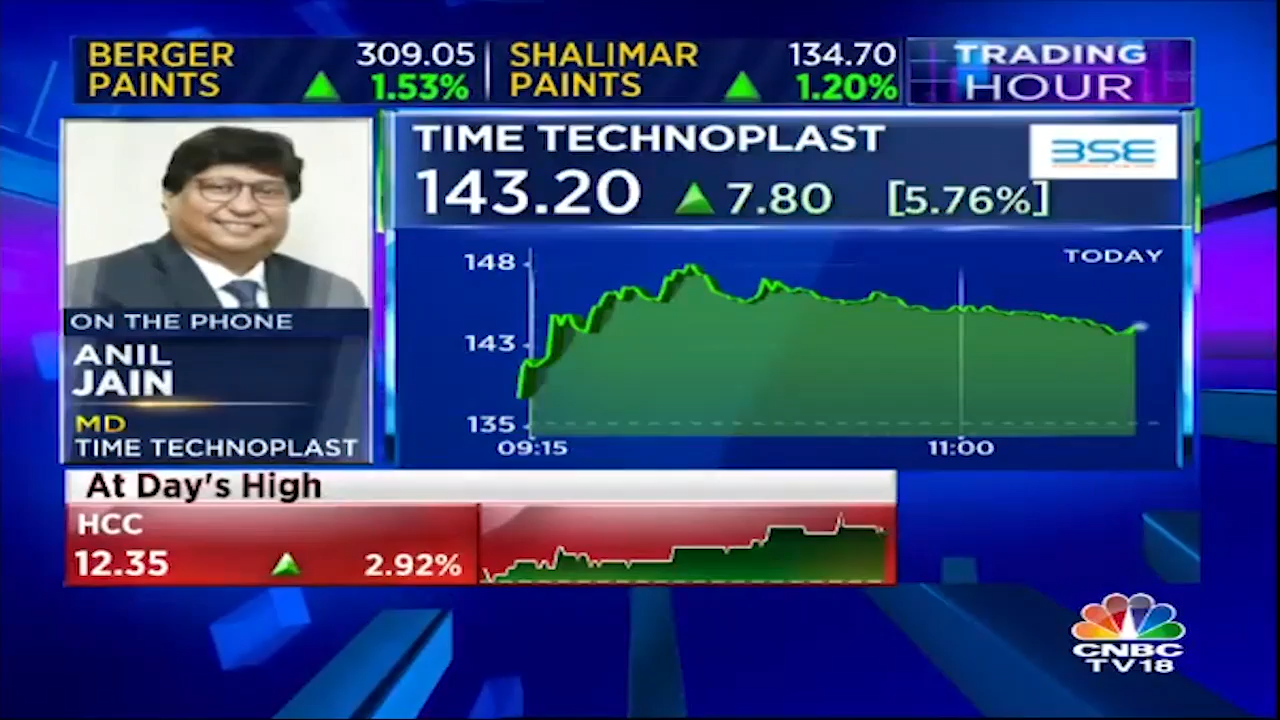 BERGER PAINTS 309.05 1.53%
SHALIMAR PAINTS 134.70 1.20%
TRADING HOUR
TIME TECHNOPLAST
BSE
143.20 7.80 [5.76%]
TODAY
148
143
135
09:15 11:00
ON THE PHONE
ANIL
JAIN
MD
TIME TECHNOPLAST
At Day's High
HCC
12.35 2.92%
CNBC
TV18